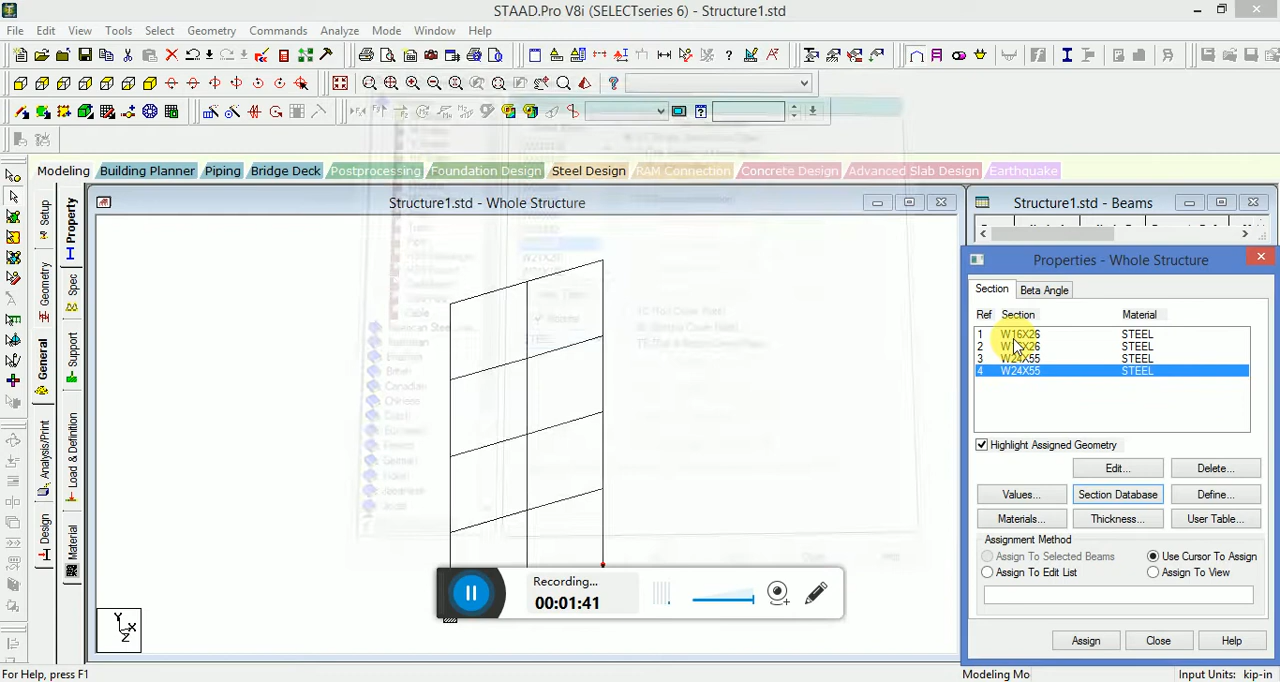 STAAD.Pro V8i (SELECTseries 6) - Structure1.std
File Edit View Tools Select Geometry Commands Analyze Mode Window Help
Modeling Building Planner Piping Bridge Deck Postprocessing Foundation Design Steel Design RAM Connection Concrete Design Advanced Slab Design Earthquake
Structure1.std - Whole Structure
Structure1.std - Beams
Setup
Geometry
General
Analysis/Print
Design
Property
Spec
Support
Load & Definition
Material
Properties - Whole Structure
Section Beta Angle
Ref Section Material
1 W16X26 STEEL
2 STEEL
3 W24X55 STEEL
4 W24X55 STEEL
Highlight Assigned Geometry
Edit... Delete...
Values... Section Database Define...
Materials... Thickness... User Table...
Assignment Method
Assign To Selected Beams Use Cursor To Assign
Assign To Edit List Assign To View
Assign Close Help
Recording...
00:01:41
Y
X
Z
For Help, press F1
Modeling Mo
Input Units: kip-in